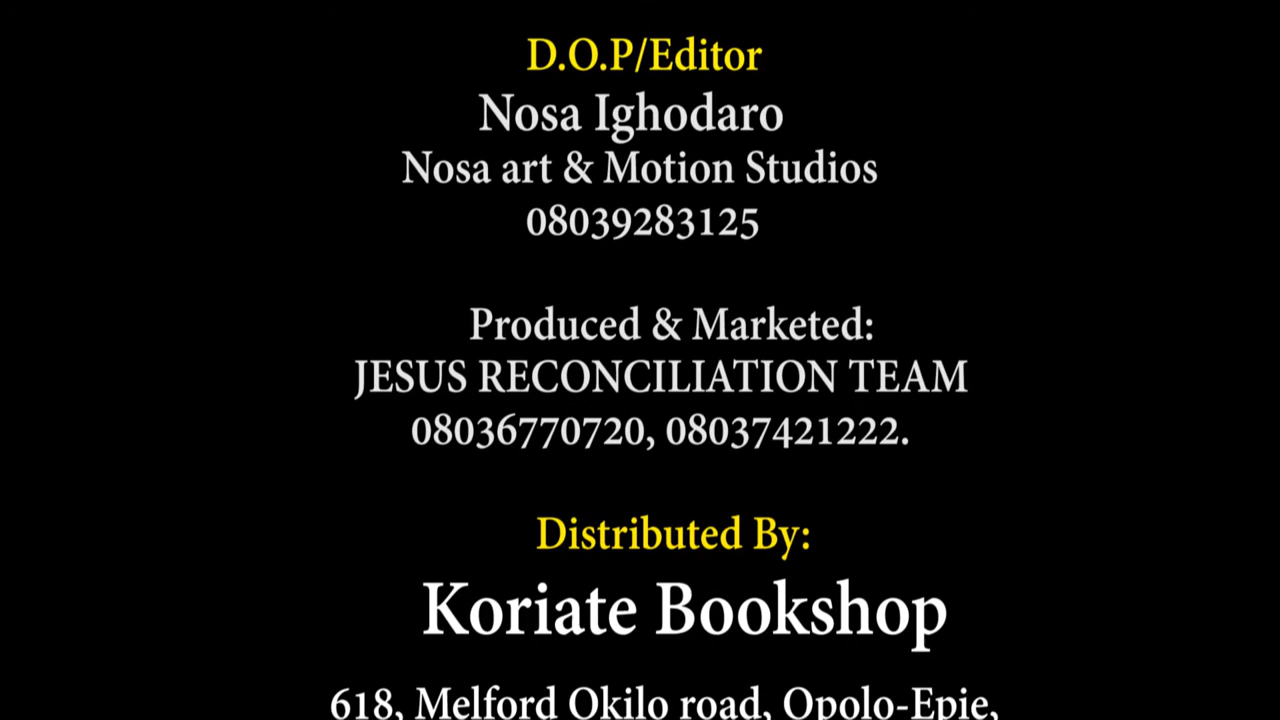 D.O.P/Editor
Nosa Ighodaro
Nosa art & Motion Studios
08039283125
Produced & Marketed:
JESUS RECONCILIATION TEAM
08036770720, 08037421222.
Distributed By:
Koriate Bookshop
618, Melford Okilo road, Opolo-Epie,